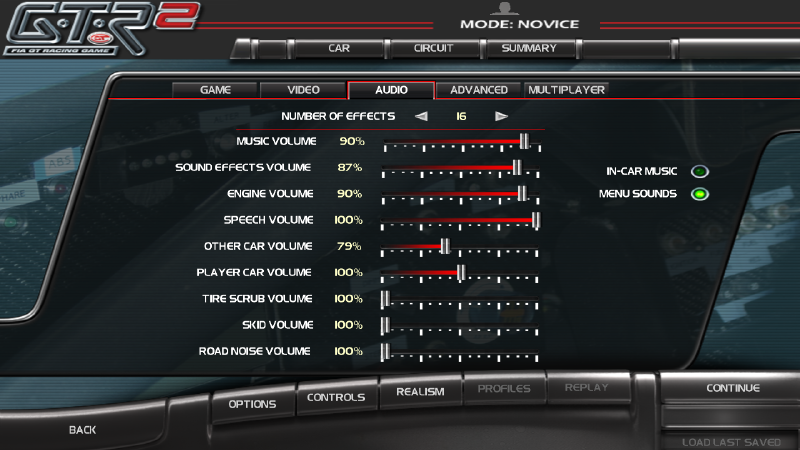 GTR2
FIA GT RACING GAME
MODE: NOVICE
CAR CIRCUIT SUMMARY
GAME VIDEO AUDIO ADVANCED MULTIPLAYER
NUMBER OF EFFECTS 16
MUSIC VOLUME 90%
SOUND EFFECTS VOLUME 87%
IN-CAR MUSIC
ENGINE VOLUME 90%
MENU SOUNDS
SPEECH VOLUME 100%
OTHER CAR VOLUME 79%
PLAYER CAR VOLUME 100%
TIRE SCRUB VOLUME 100%
SKID VOLUME 100%
ROAD NOISE VOLUME 100%
BACK OPTIONS CONTROLS REALISM PROFILES REPLAY CONTINUE
LOAD LAST SAVED
ABS